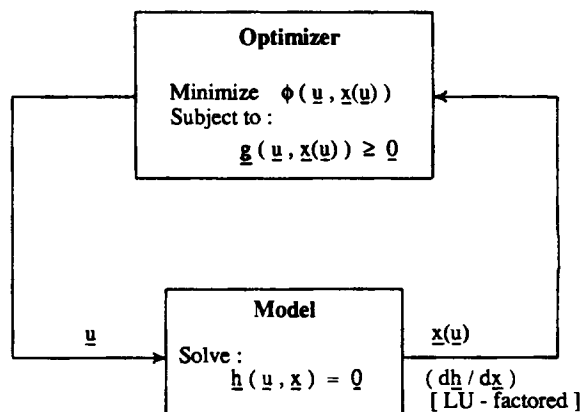 Optimizer
Minimize ϕ ( u , x(u) )
Subject to :
g ( u , x(u) ) ≥ 0
Model
u
x(u)
Solve :
h ( u , x ) = 0
( dh / dx )
[ LU - factored ]